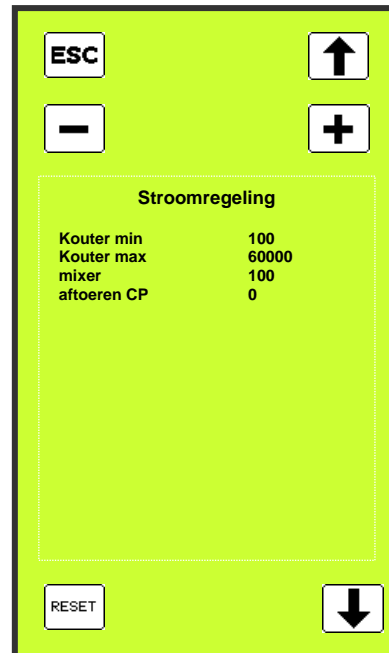 ESC
Stroomregeling
Kouter min 100
Kouter max 60000
mixer 100
aftoeren CP 0
RESET